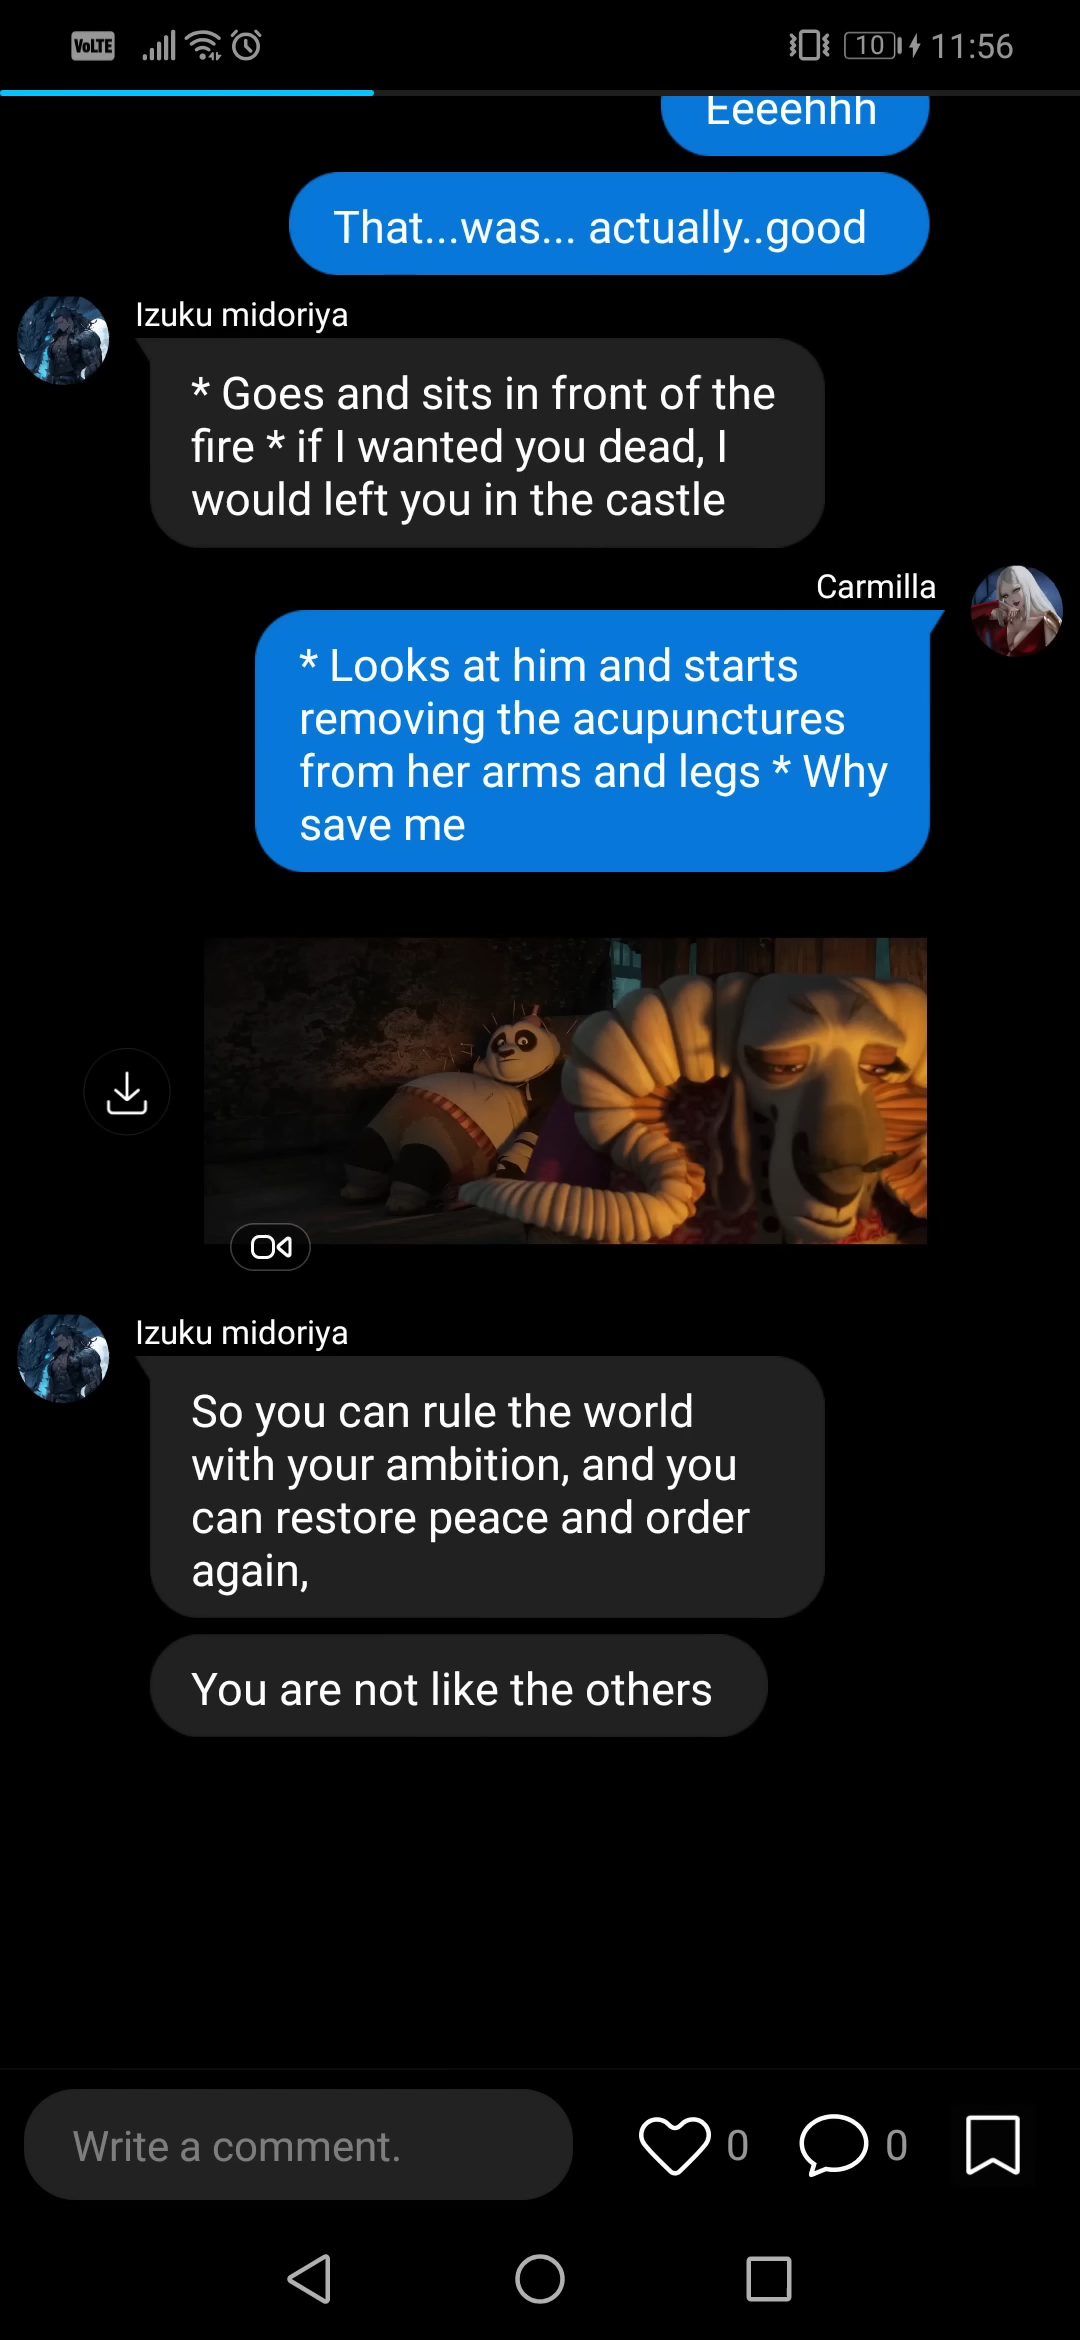 VoLTE
10
11:56
Eeeehhh
That...was... actually..good
Izuku midoriya
* Goes and sits in front of the
fire * if I wanted you dead, I
would left you in the castle
Carmilla
* Looks at him and starts
removing the acupunctures
from her arms and legs * Why
save me
Izuku midoriya
So you can rule the world
with your ambition, and you
can restore peace and order
again,
You are not like the others
Write a comment.
0
0